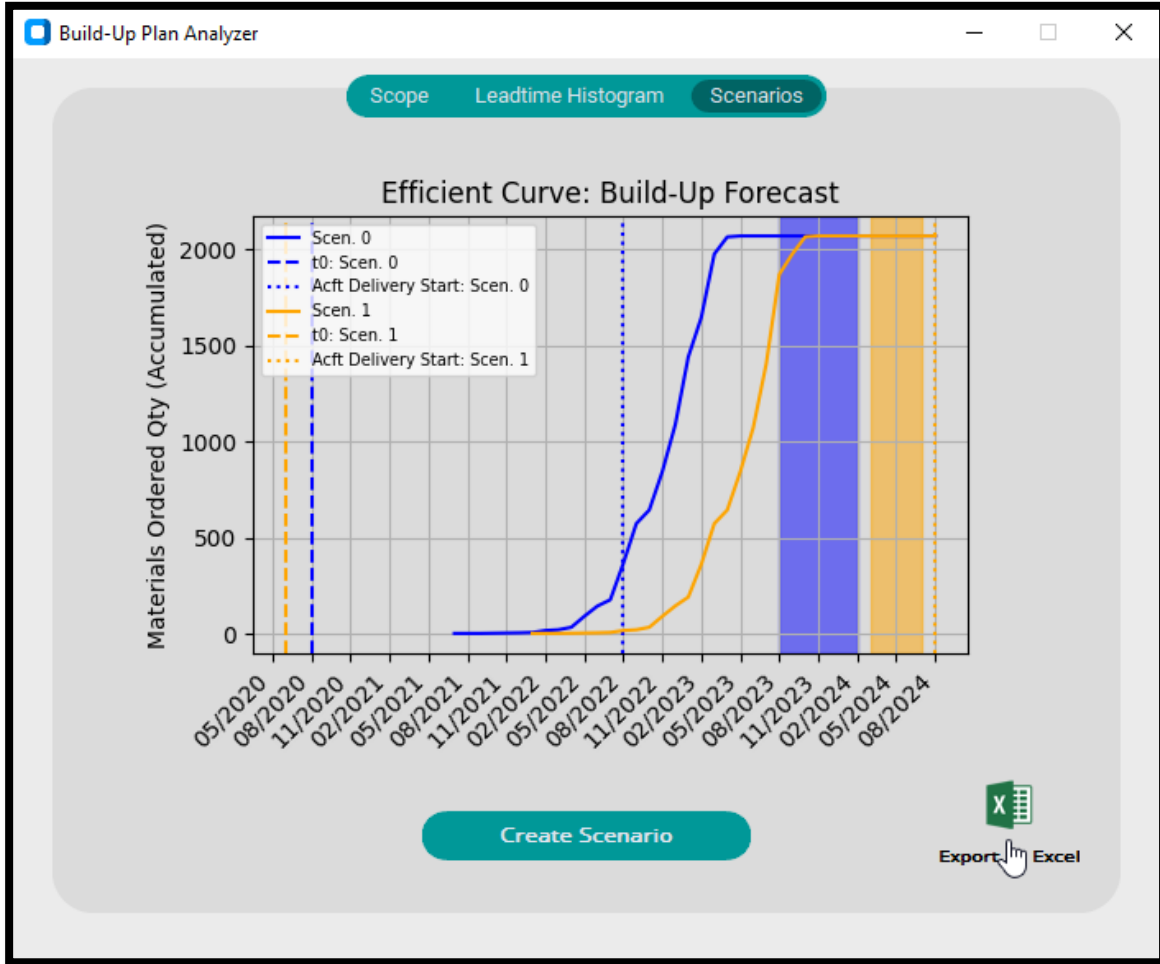 Build-Up Plan Analyzer
Scope Leadtime Histogram Scenarios
Efficient Curve: Build-Up Forecast
Materials Ordered Qty (Accumulated)
2000
1500
1000
500
0
Scen. 0
t0: Scen. 0
Acft Delivery Start: Scen. 0
Scen. 1
t0: Scen. 1
Acft Delivery Start: Scen. 1
05/2020 08/2020 11/2020 02/2021 05/2021 08/2021 11/2021 02/2022 05/2022 08/2022 11/2022 02/2023 05/2023 08/2023 11/2023 02/2024 05/2024 08/2024
Create Scenario
X
Export Excel